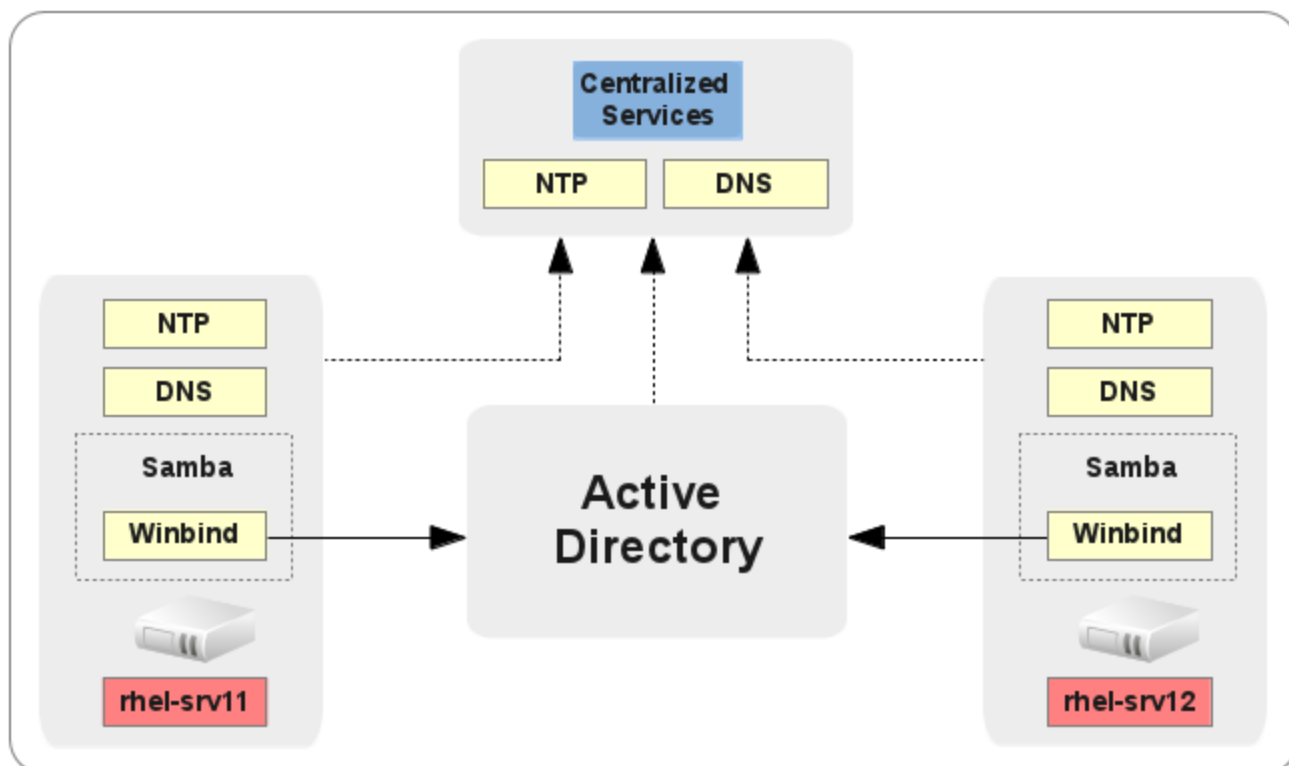 Centralized
Services
NTP
DNS
NTP
DNS
Samba
Winbind
rhel-srv11
Active
Directory
NTP
DNS
Samba
Winbind
rhel-srv12